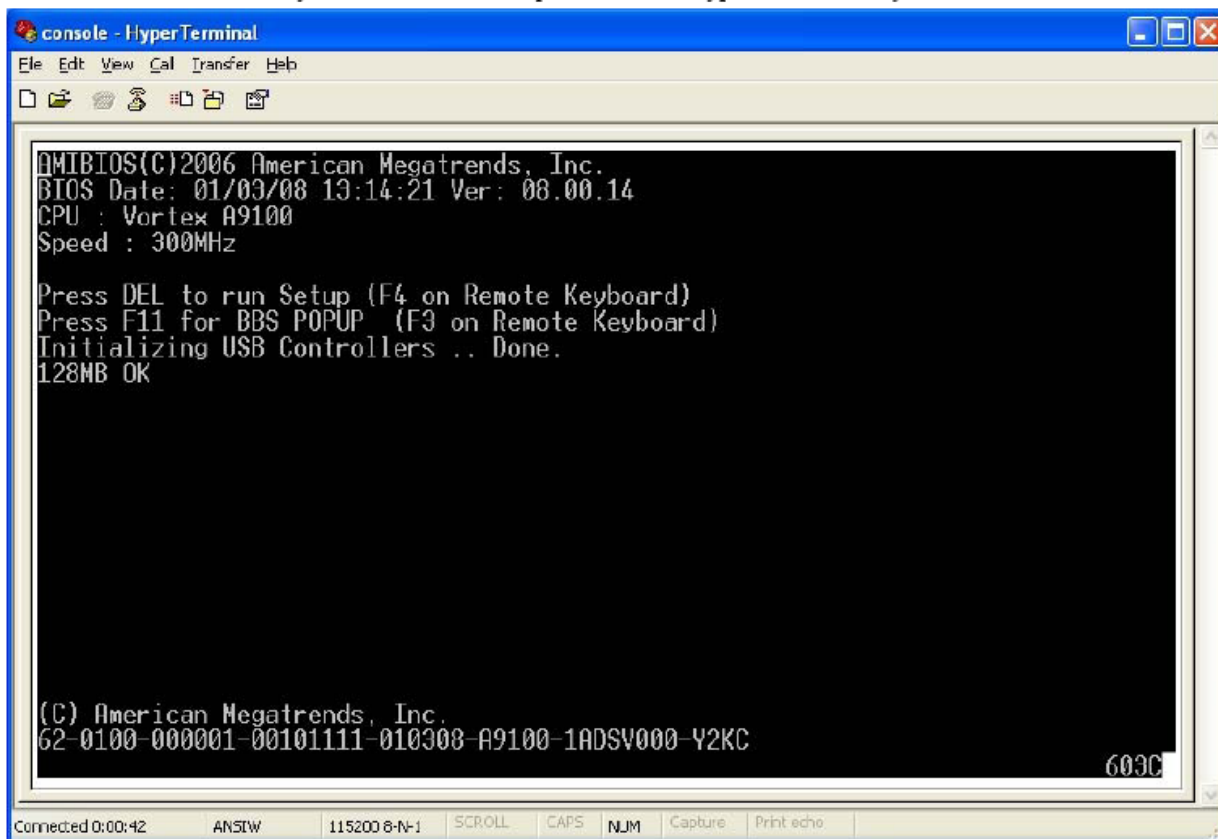 console - HyperTerminal
File Edit View Call Transfer Help
AMIBIOS(C)2006 American Megatrends, Inc.
BIOS Date: 01/03/08 13:14:21 Ver: 08.00.14
CPU : Vortex A9100
Speed : 300MHz
Press DEL to run Setup (F4 on Remote Keyboard)
Press F11 for BBS POPUP (F3 on Remote Keyboard)
Initializing USB Controllers .. Done.
128MB OK
(C) American Megatrends, Inc.
62-0100-000001-00101111-010308-A9100-1ADSV000-Y2KC
603C
Connected 0:00:42 ANSIW 115200 8-N-1 SCROLL CAPS NUM Capture Print echo